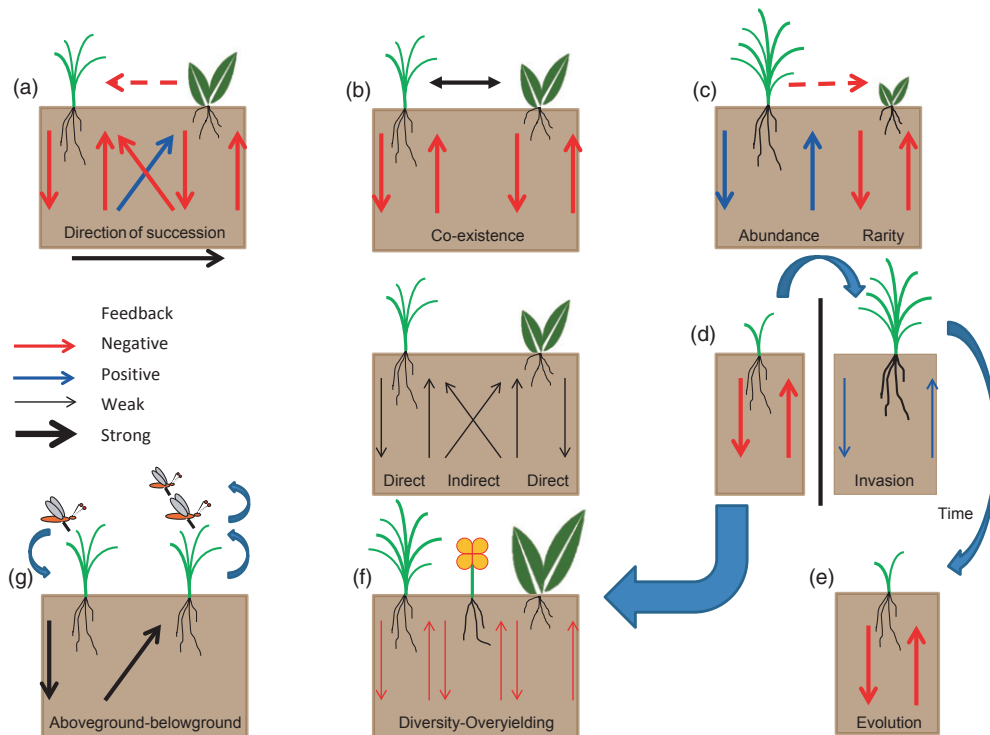 (a)
Direction of succession
(b)
Co-existence
(c)
Abundance Rarity
Feedback
Negative
Positive
Weak
Strong
Direct Indirect Direct
(d)
Invasion
Time
(g)
Aboveground-belowground
(f)
Diversity-Overyielding
(e)
Evolution